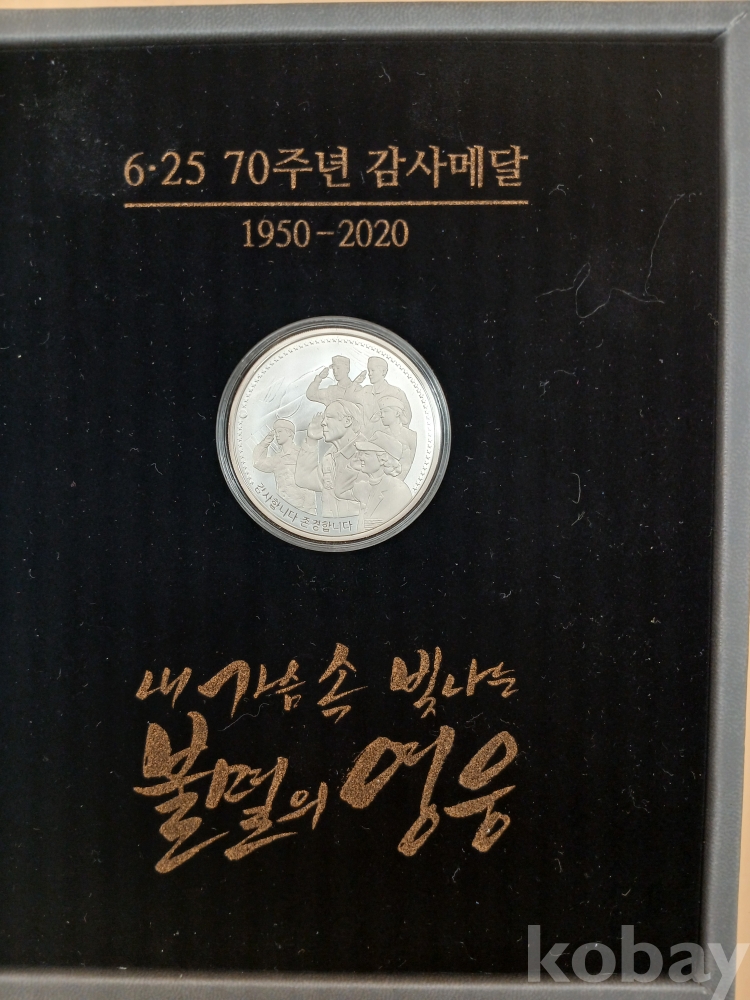 6·25 70주년 감사메달
1950-2020
감사합니다 존경합니다
내 가슴속 빛나는
불멸의 영웅
kobay